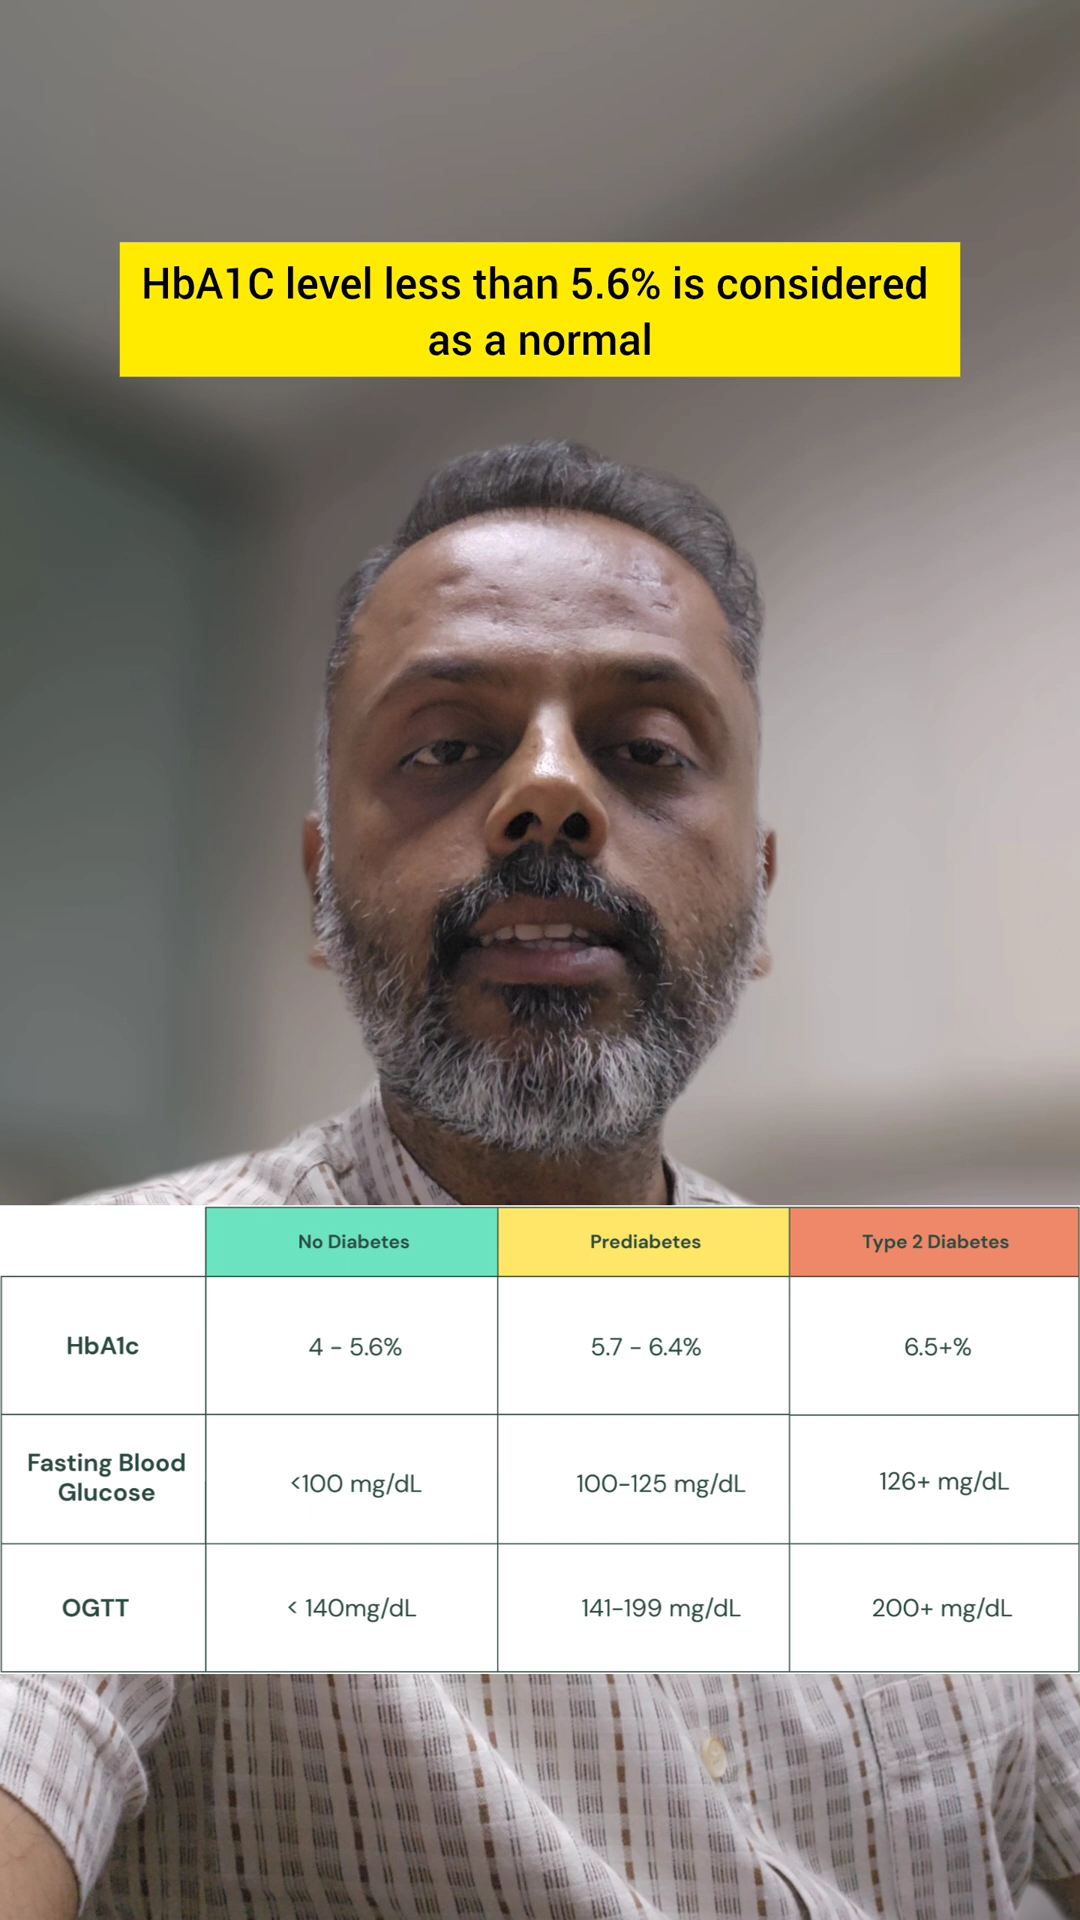 HbA1C level less than 5.6% is considered
as a normal
No Diabetes Prediabetes Type 2 Diabetes
HbA1c 4 - 5.6% 5.7 - 6.4% 6.5+%
Fasting Blood
Glucose <100 mg/dL 100-125 mg/dL 126+ mg/dL
OGTT < 140mg/dL 141-199 mg/dL 200+ mg/dL